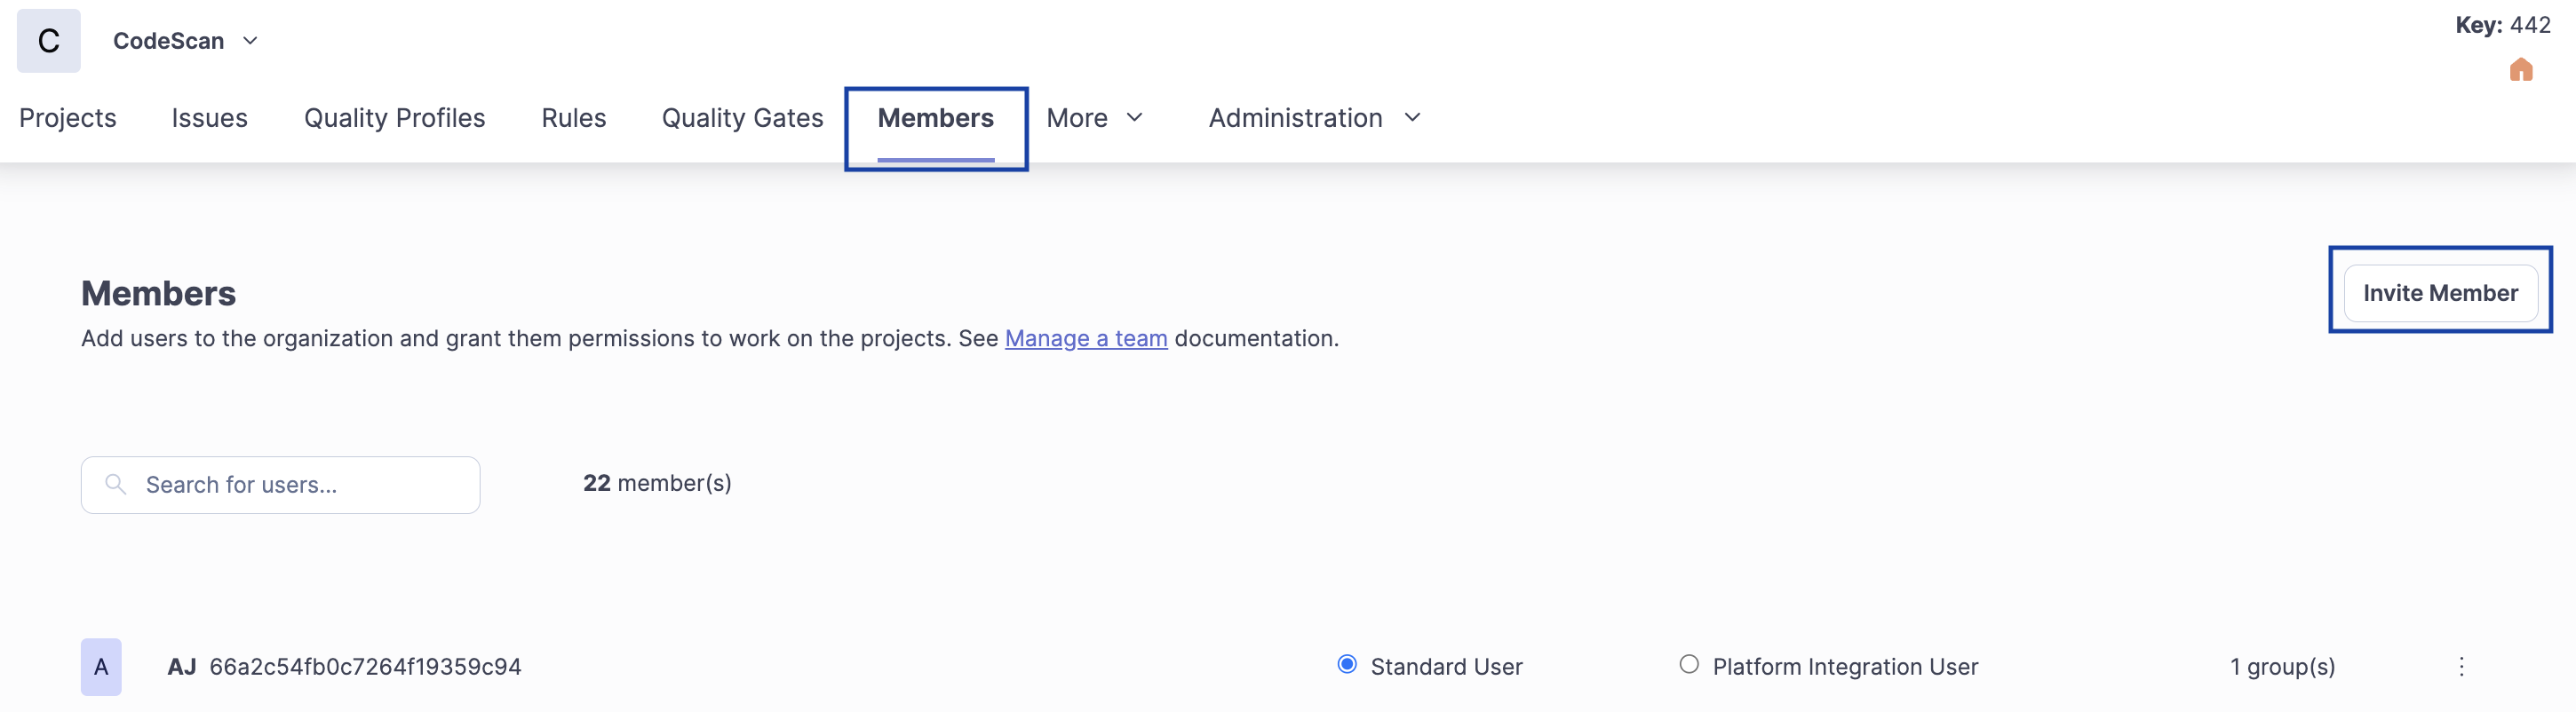 C CodeScan
Key: 442
Projects Issues Quality Profiles Rules Quality Gates Members More Administration
Members
Invite Member
Add users to the organization and grant them permissions to work on the projects. See Manage a team documentation.
Search for users...
22 member(s)
A AJ 66a2c54fb0c7264f19359c94 Standard User Platform Integration User 1 group(s)